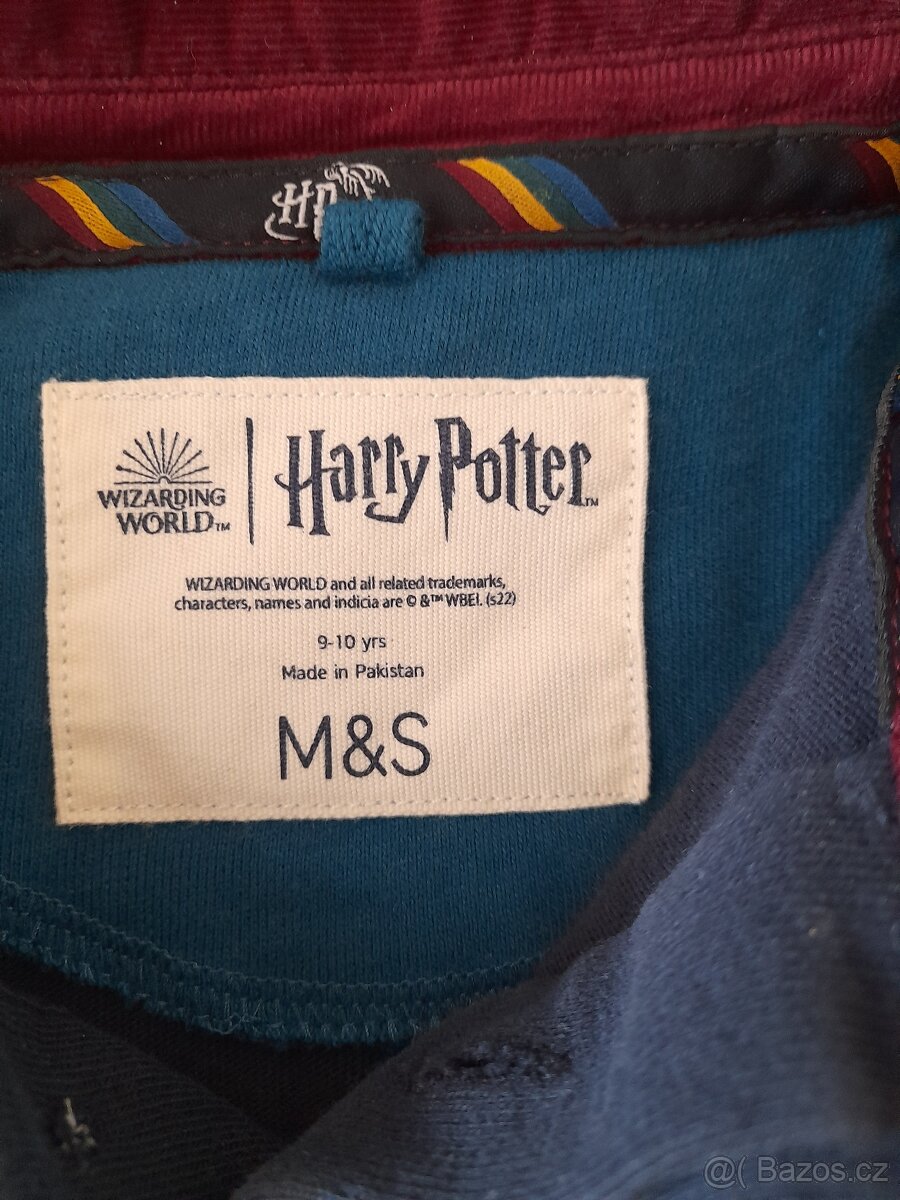 HP
WIZARDING
WORLD™
Harry Potter™
WIZARDING WORLD and all related trademarks,
characters, names and indicia are © &™ WBEI. (s22)
9-10 yrs
Made in Pakistan
M&S
@( Bazos.cz